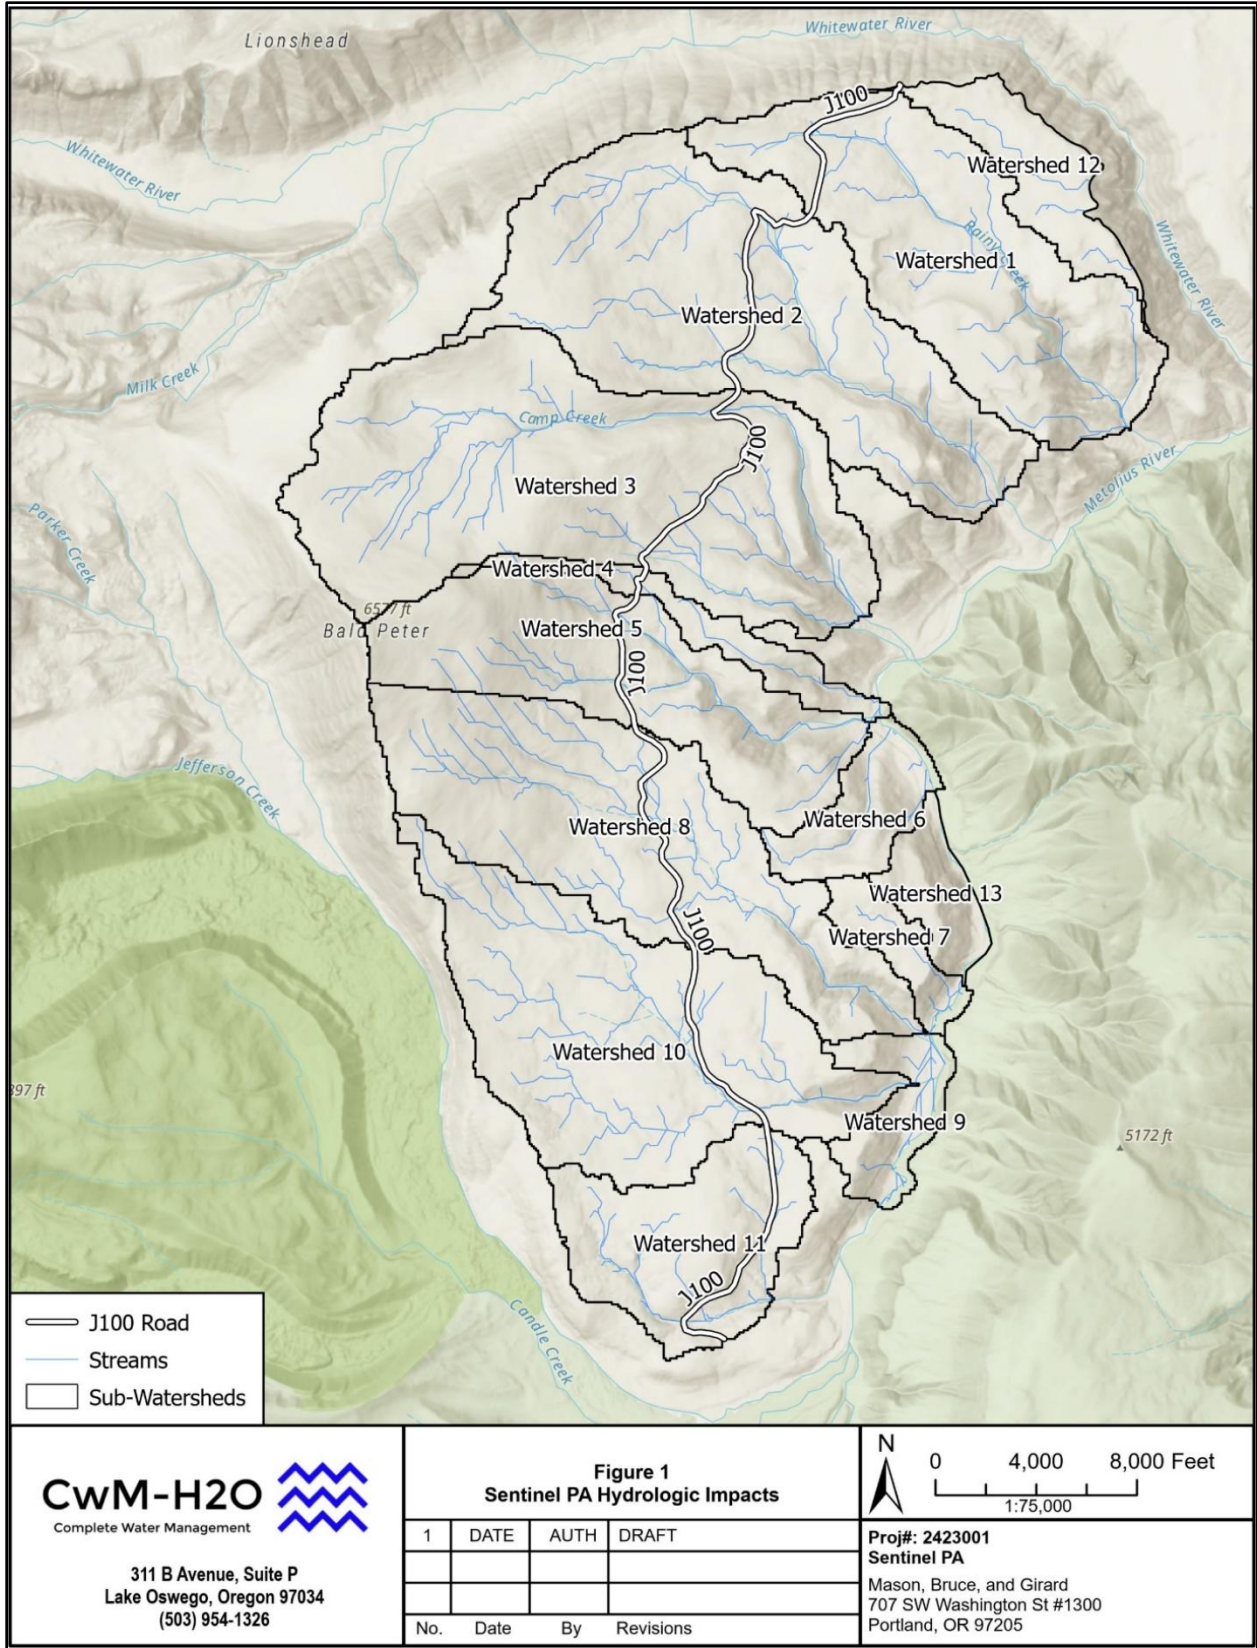 Lionshead
Whitewater River
J100
Whitewater River
Watershed 12
Rainy Creek
Watershed 1
Whitewater River
Watershed 2
Milk Creek
Camp Creek
J100
Metolius River
Watershed 3
Parker Creek
Watershed 4
6577 ft
Bald Peter
Watershed 5
J100
Jefferson Creek
Watershed 8
Watershed 6
Watershed 13
J100
Watershed 7
Watershed 10
397 ft
Watershed 9
5172 ft
Watershed 11
J100
Candle Creek
J100 Road
Streams
Sub-Watersheds
CwM-H2O
Complete Water Management
311 B Avenue, Suite P
Lake Oswego, Oregon 97034
(503) 954-1326
Figure 1
Sentinel PA Hydrologic Impacts
1 DATE AUTH DRAFT
No. Date By Revisions
N
0 4,000 8,000 Feet
1:75,000
Proj#: 2423001
Sentinel PA
Mason, Bruce, and Girard
707 SW Washington St #1300
Portland, OR 97205